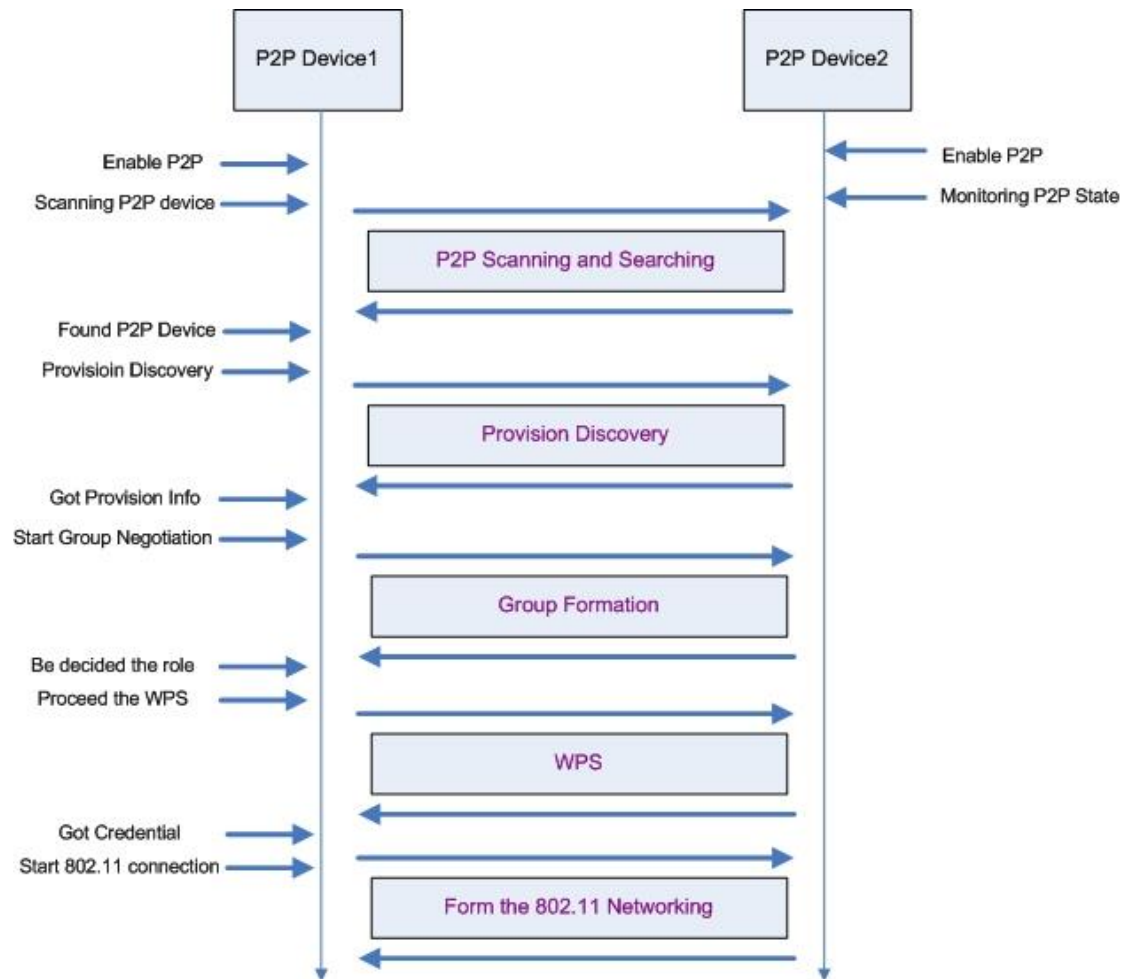 P2P Device1
P2P Device2
Enable P2P
Enable P2P
Scanning P2P device
Monitoring P2P State
P2P Scanning and Searching
Found P2P Device
Provisioin Discovery
Provision Discovery
Got Provision Info
Start Group Negotiation
Group Formation
Be decided the role
Proceed the WPS
WPS
Got Credential
Start 802.11 connection
Form the 802.11 Networking